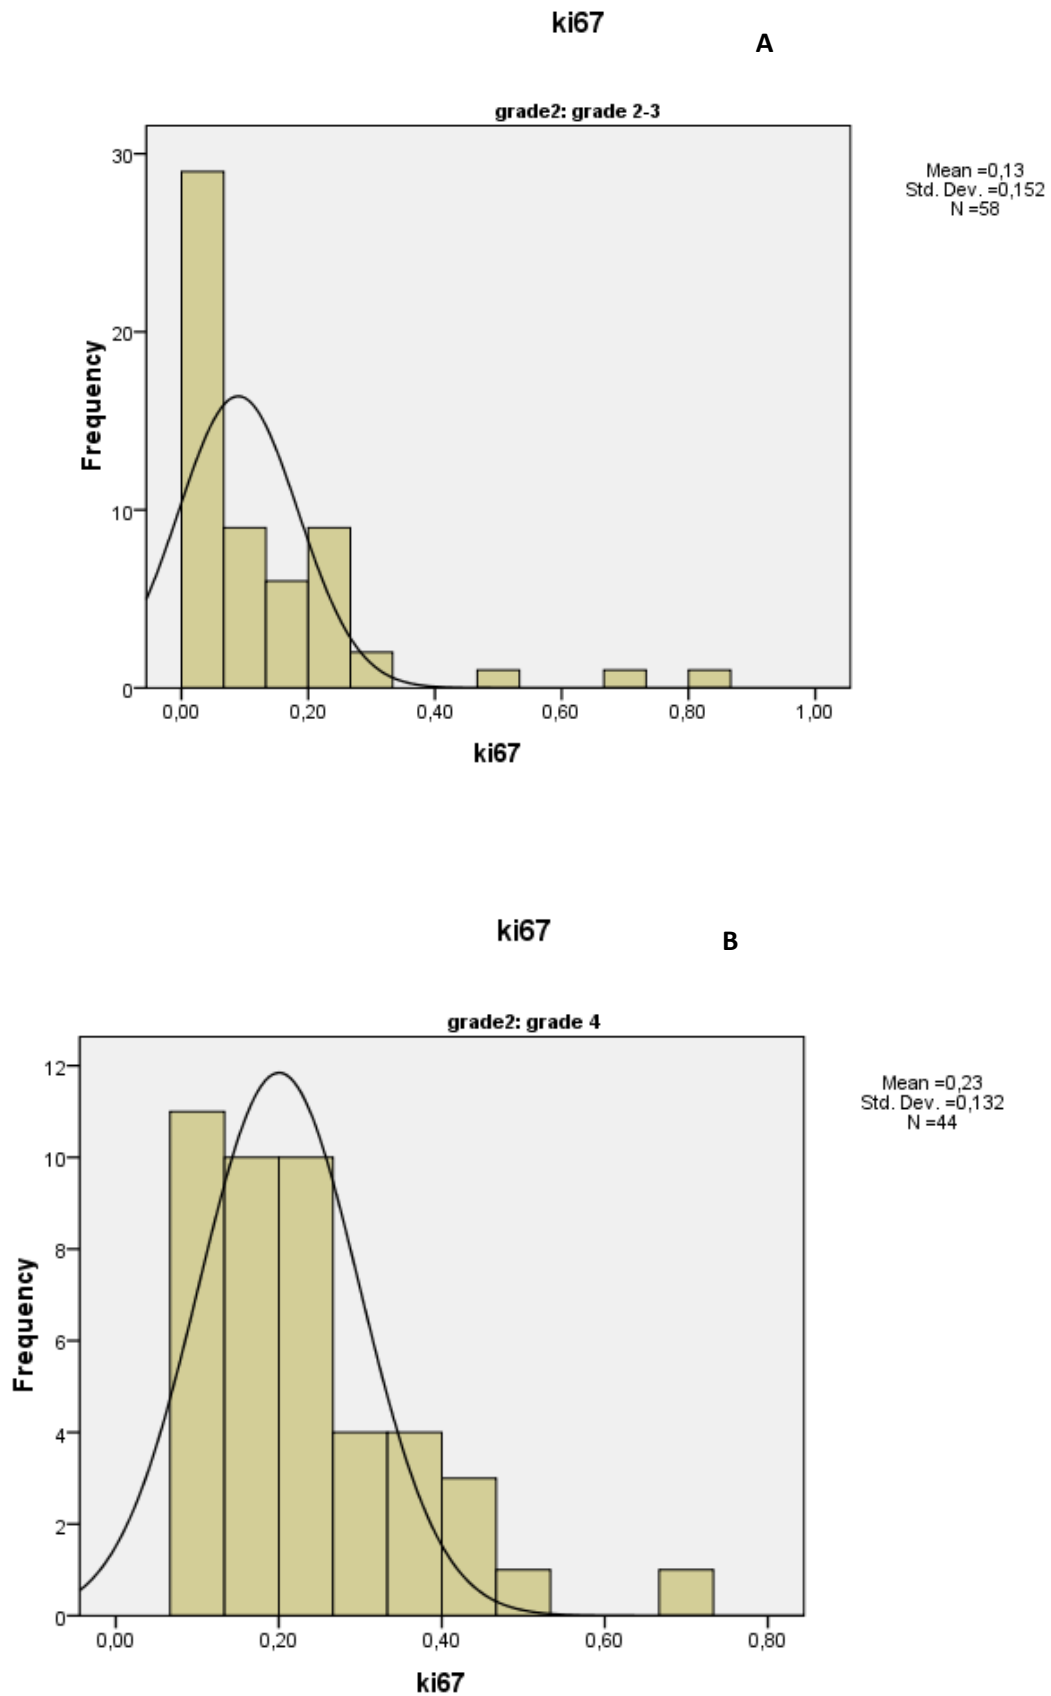 ki67
A
grade2: grade 2-3
Mean =0,13
Std. Dev. =0,152
N =58
30
20
10
0
Frequency
0,00 0,20 0,40 0,60 0,80 1,00
ki67
ki67
B
grade2: grade 4
Mean =0,23
Std. Dev. =0,132
N =44
12
10
8
6
4
2
0
Frequency
0,00 0,20 0,40 0,60 0,80
ki67